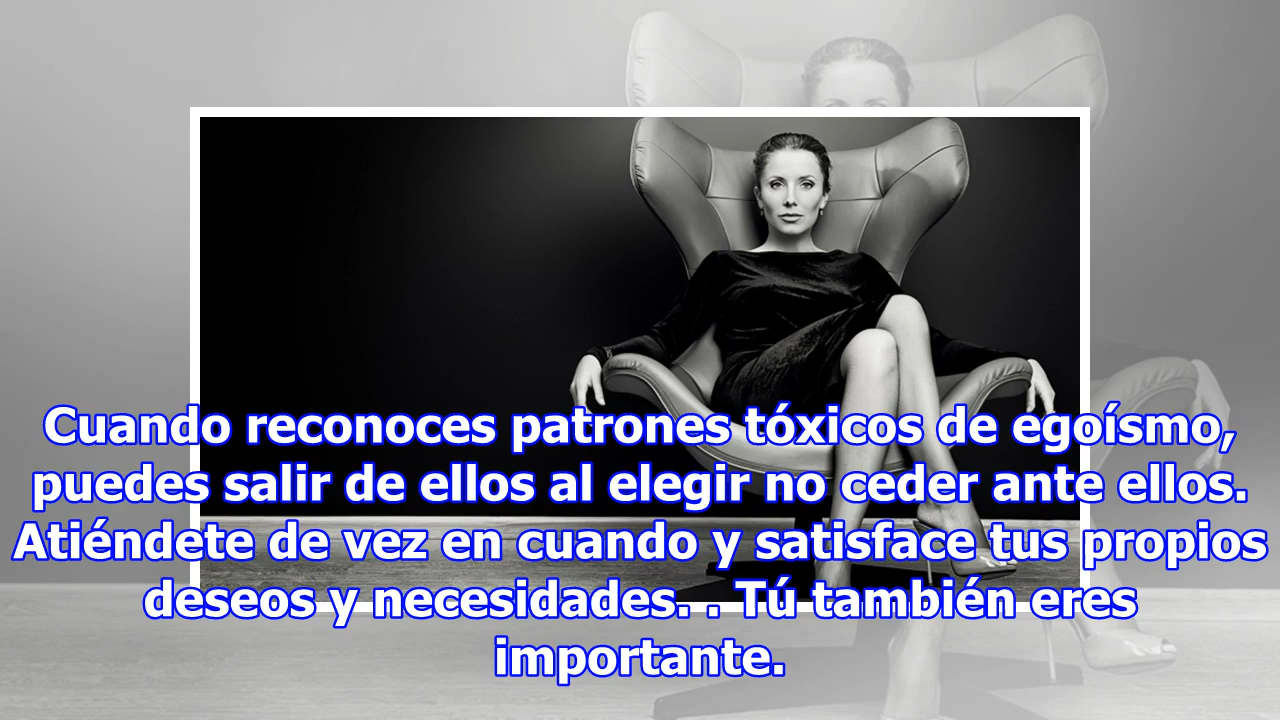 Cuando reconoces patrones tóxicos de egoísmo,
puedes salir de ellos al elegir no ceder ante ellos.
Atiéndete de vez en cuando y satisface tus propios
deseos y necesidades. . Tú también eres
importante.